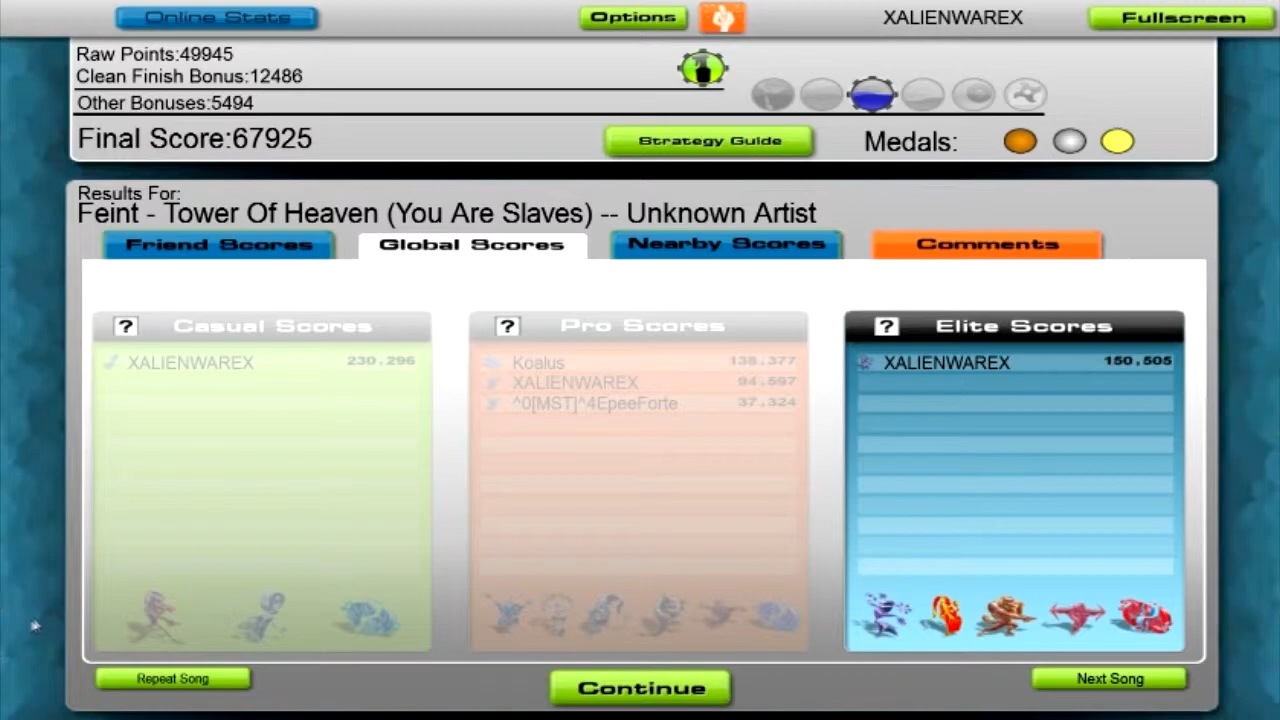 Online Stats
Options
XALIENWAREX
Fullscreen
Raw Points:49945
Clean Finish Bonus:12486
Other Bonuses:5494
Final Score:67925
Strategy Guide
Medals:
Results For:
Feint - Tower Of Heaven (You Are Slaves) -- Unknown Artist
Friend Scores
Global Scores
Nearby Scores
Comments
? Casual Scores
XALIENWAREX 230.296
? Pro Scores
Koalus 138.377
XALIENWAREX 94.597
^0[MST]^4EpeeForte 37.324
? Elite Scores
XALIENWAREX 150.505
Repeat Song
Continue
Next Song